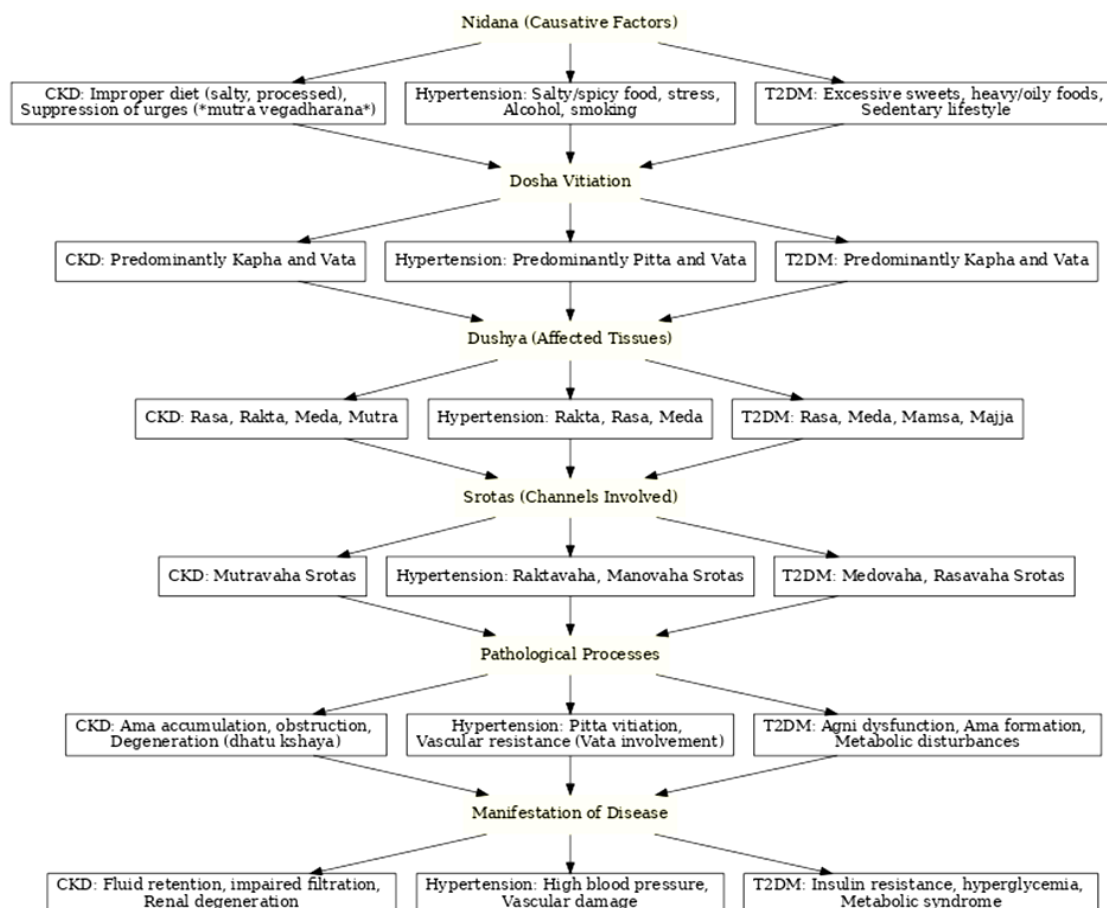 Nidana (Causative Factors)
CKD: Improper diet (salty, processed),
Suppression of urges (*mutra vegadharana*)
Hypertension: Salty/spicy food, stress,
Alcohol, smoking
T2DM: Excessive sweets, heavy/oily foods,
Sedentary lifestyle
Dosha Vitiation
CKD: Predominantly Kapha and Vata
Hypertension: Predominantly Pitta and Vata
T2DM: Predominantly Kapha and Vata
Dushya (Affected Tissues)
CKD: Rasa, Rakta, Meda, Mutra
Hypertension: Rakta, Rasa, Meda
T2DM: Rasa, Meda, Mamsa, Majja
Srotas (Channels Involved)
CKD: Mutravaha Srotas
Hypertension: Raktavaha, Manovaha Srotas
T2DM: Medovaha, Rasavaha Srotas
Pathological Processes
CKD: Ama accumulation, obstruction,
Degeneration (dhatu kshaya)
Hypertension: Pitta vitiation,
Vascular resistance (Vata involvement)
T2DM: Agni dysfunction, Ama formation,
Metabolic disturbances
Manifestation of Disease
CKD: Fluid retention, impaired filtration,
Renal degeneration
Hypertension: High blood pressure,
Vascular damage
T2DM: Insulin resistance, hyperglycemia,
Metabolic syndrome